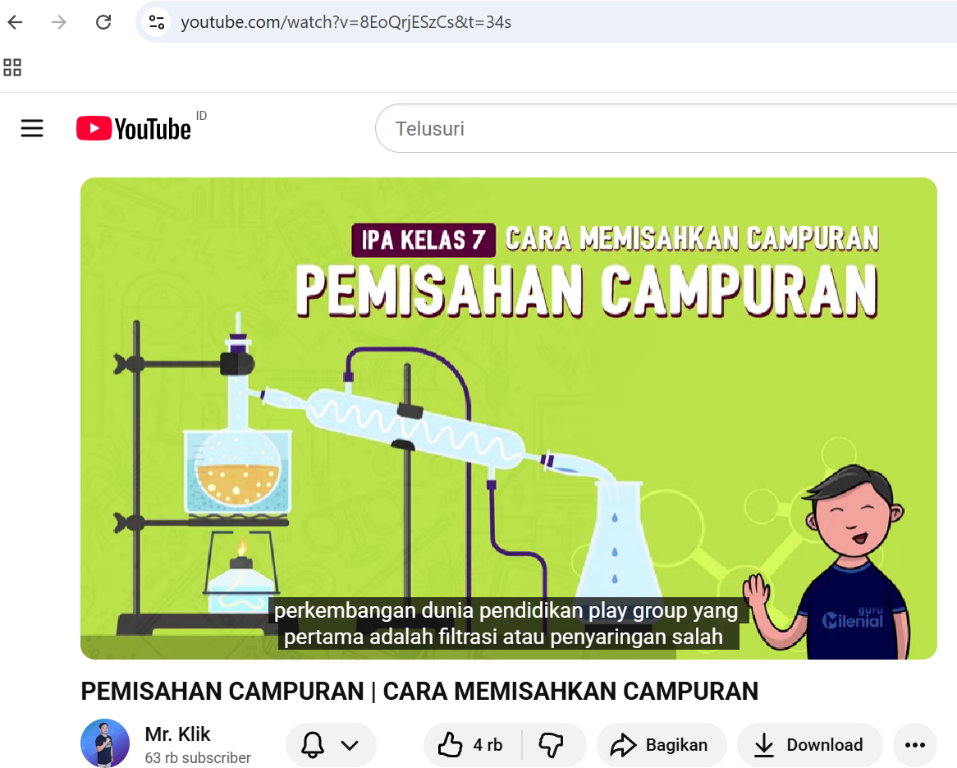 youtube.com/watch?v=8EoQrjESzCs&t=34s
YouTube ID
Telusuri
IPA KELAS 7 CARA MEMISAHKAN CAMPURAN
PEMISAHAN CAMPURAN
guru
Milenial
perkembangan dunia pendidikan play group yang
pertama adalah filtrasi atau penyaringan salah
PEMISAHAN CAMPURAN | CARA MEMISAHKAN CAMPURAN
Mr. Klik
63 rb subscriber
4 rb
Bagikan
Download